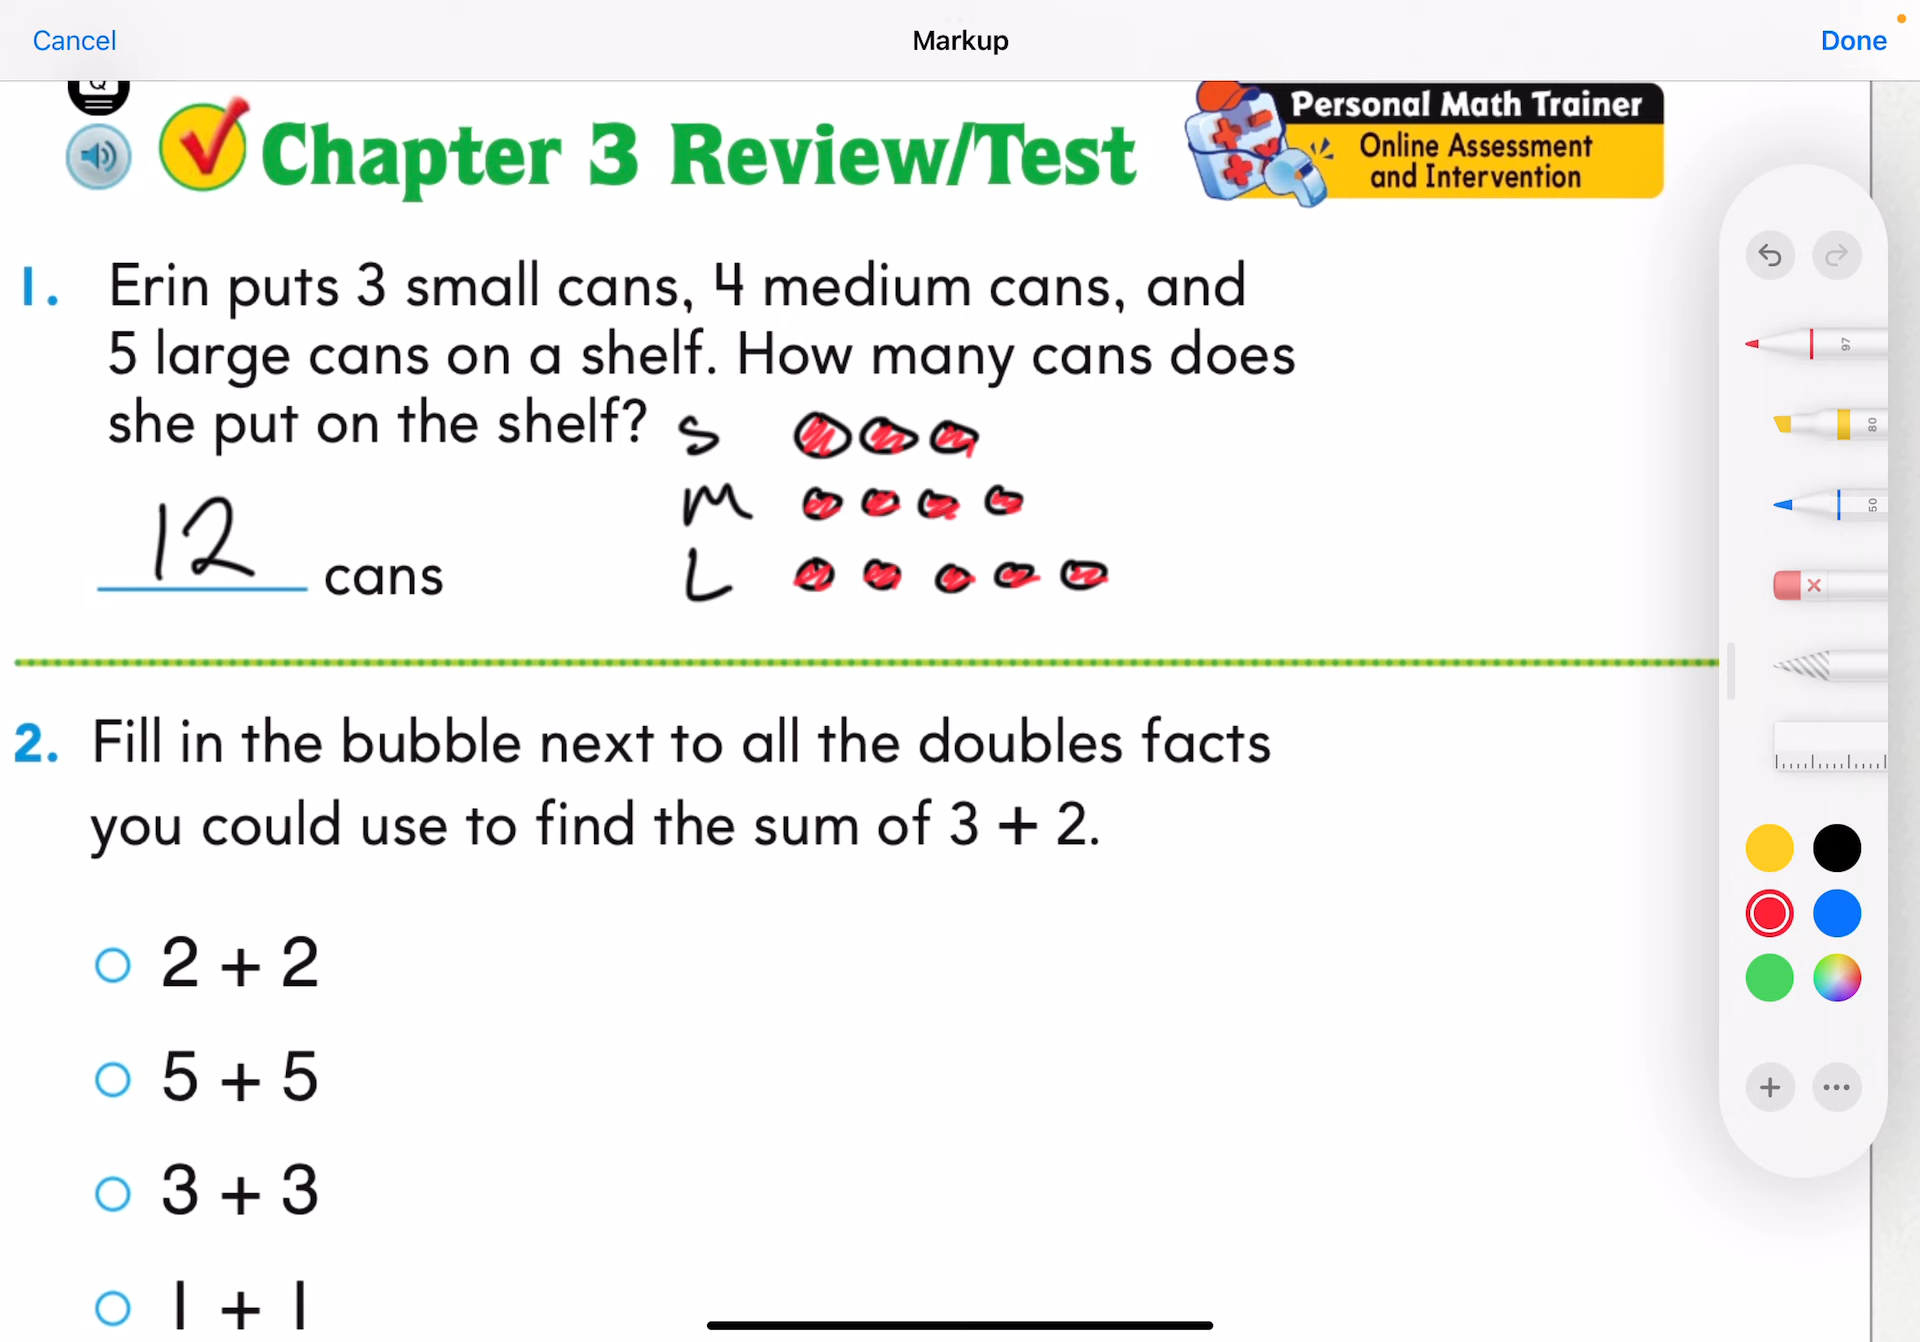 Cancel Markup Done
Q
Chapter 3 Review/Test
Personal Math Trainer
Online Assessment
and Intervention
1. Erin puts 3 small cans, 4 medium cans, and
5 large cans on a shelf. How many cans does
she put on the shelf?
S
M
L
12 cans
2. Fill in the bubble next to all the doubles facts
you could use to find the sum of 3 + 2.
2 + 2
5 + 5
3 + 3
1 + 1
97
80
50